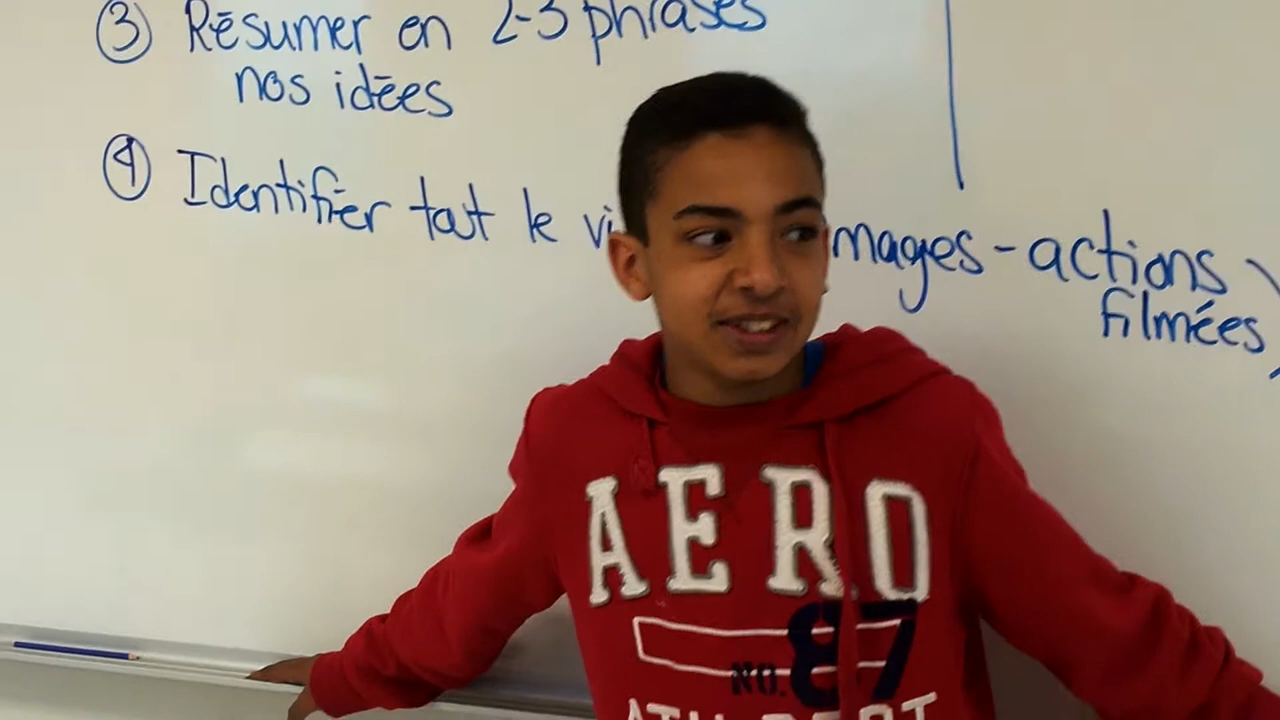 ③ Résumer en 2-3 phrases
nos idées
④ Identifier tout le vi mages - actions
filmées
AERO
NO. 87